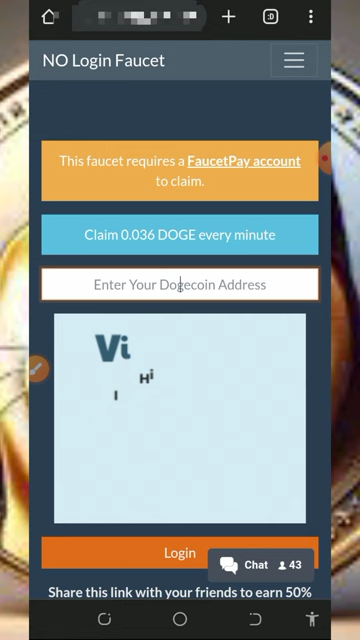 :D
NO Login Faucet
This faucet requires a FaucetPay account
to claim.
Claim 0.036 DOGE every minute
Enter Your Dogecoin Address
Vi
Hi
I
Login
Chat 43
Share this link with your friends to earn 50%